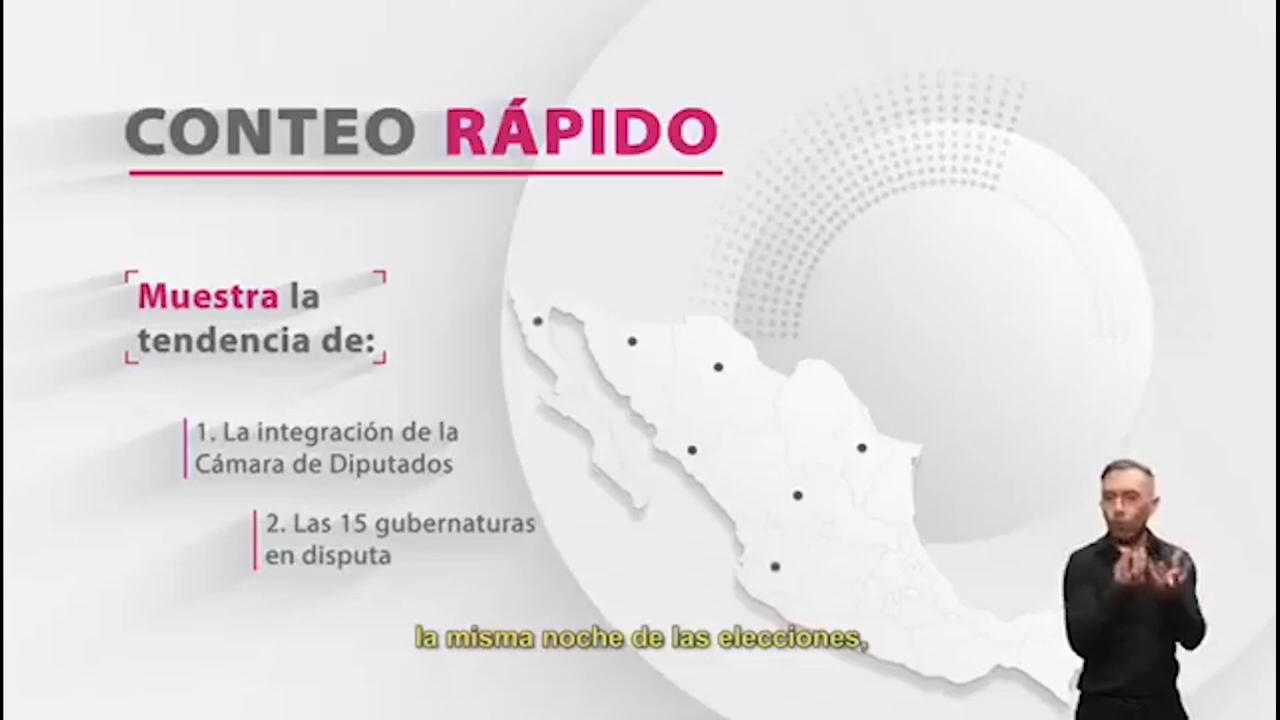 CONTEO RÁPIDO
Muestra la
tendencia de:
1. La integración de la
Cámara de Diputados
2. Las 15 gubernaturas
en disputa
la misma noche de las elecciones,